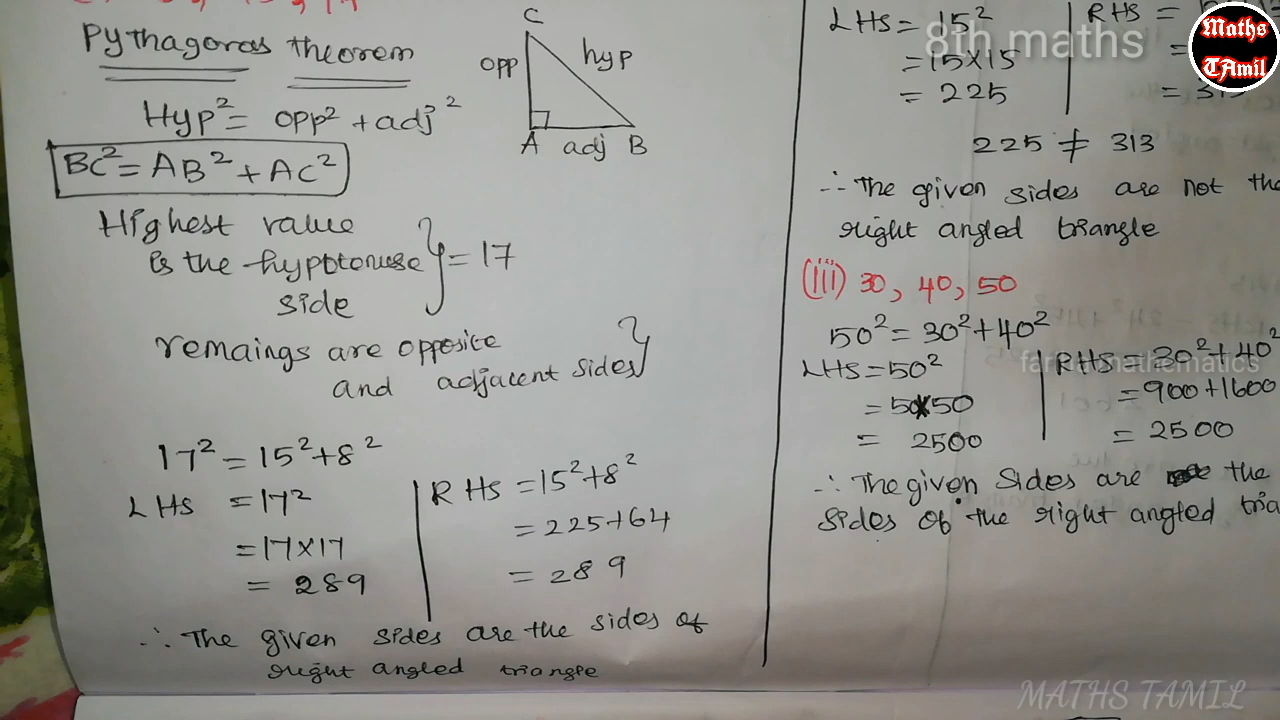 Pythagoras theorem
Hyp² = opp² + adj²
BC² = AB² + AC²
C
opp
hyp
A adj B
Highest value
is the hyptotenuse
side
} = 17
remaings are opposite
and adjacent sides }
17² = 15² + 8²
LHS = 17²
= 17×17
= 289
RHS = 15² + 8²
= 225 + 64
= 289
∴ The given sides are the sides of
right angled triangle
LHS = 15²
= 15×15
= 225
RHS =
=
= 313
225 ≠ 313
∴ The given sides are not the
right angled triangle
(iii) 30, 40, 50
50² = 30² + 40²
LHS = 50²
= 50×50
= 2500
RHS = 30² + 40²
= 900 + 1600
= 2500
∴ The given sides are the
sides of the right angled tria
8th maths
Maths
TAmil
mathematics
MATHS TAMIL